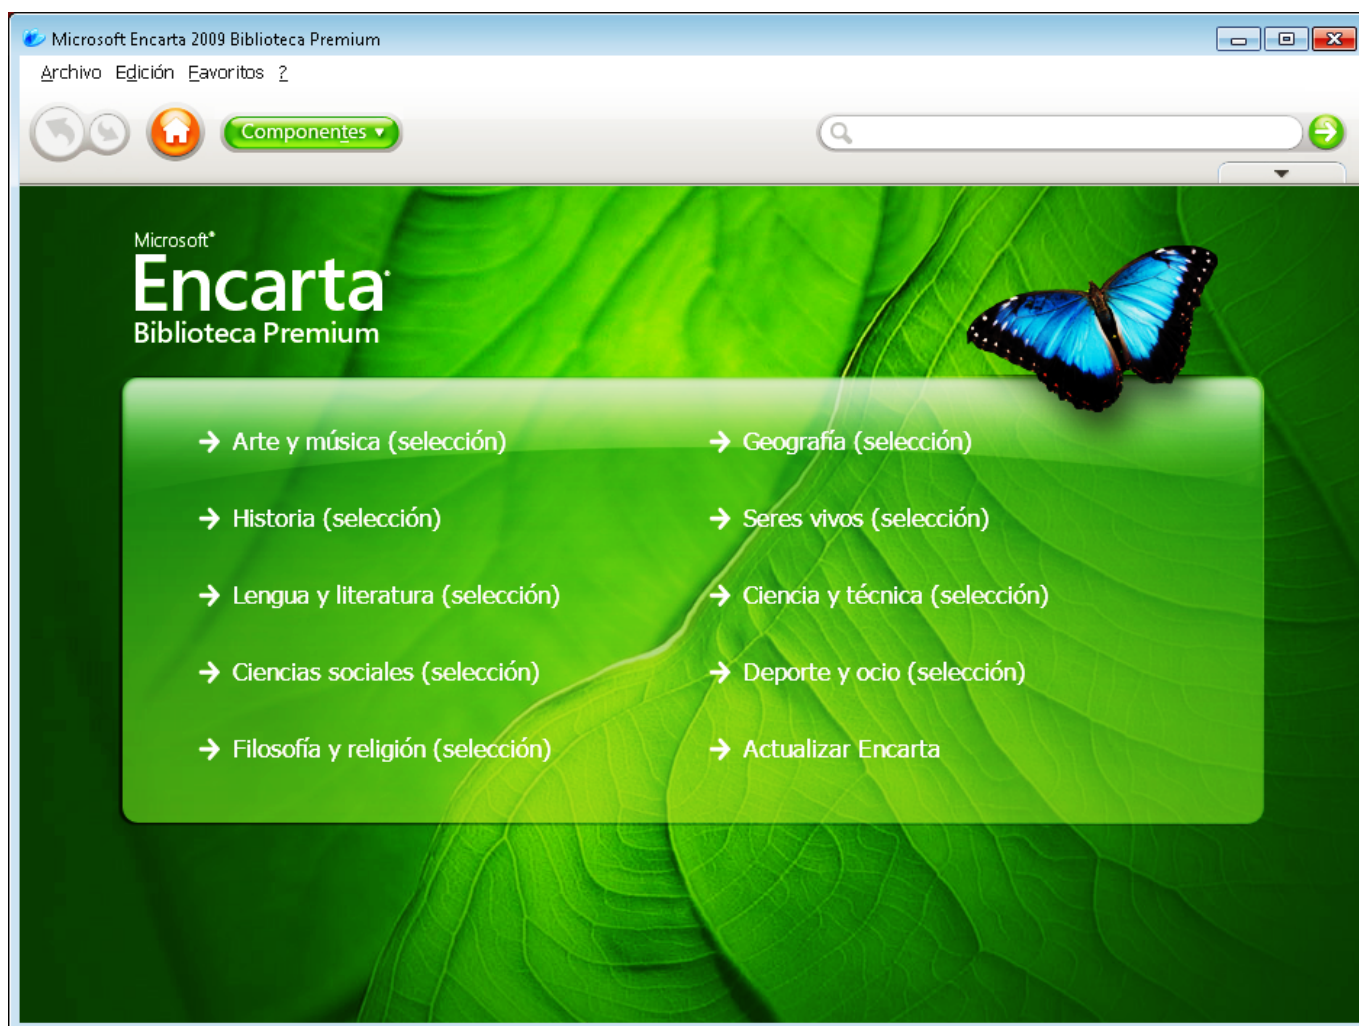 Microsoft Encarta 2009 Biblioteca Premium
Archivo Edición Favoritos ?
Componentes
Microsoft®
Encarta
Biblioteca Premium
Arte y música (selección)
Geografía (selección)
Historia (selección)
Seres vivos (selección)
Lengua y literatura (selección)
Ciencia y técnica (selección)
Ciencias sociales (selección)
Deporte y ocio (selección)
Filosofía y religión (selección)
Actualizar Encarta